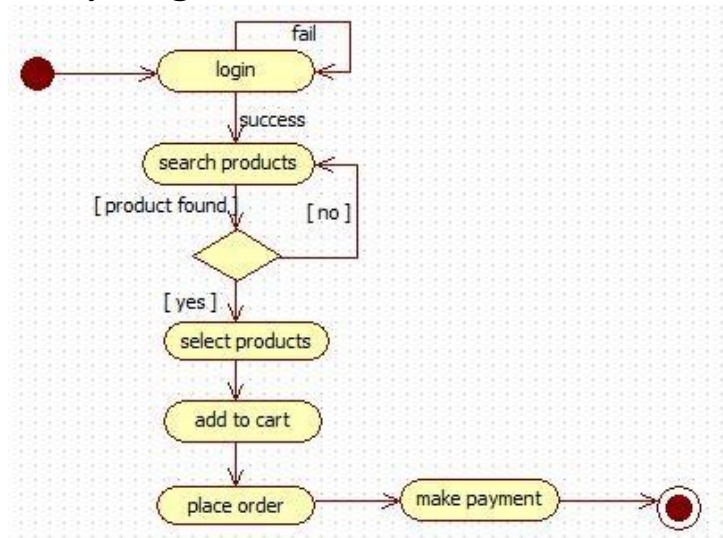 fail
login
success
search products
[ product found ]
[ no ]
[ yes ]
select products
add to cart
place order
make payment